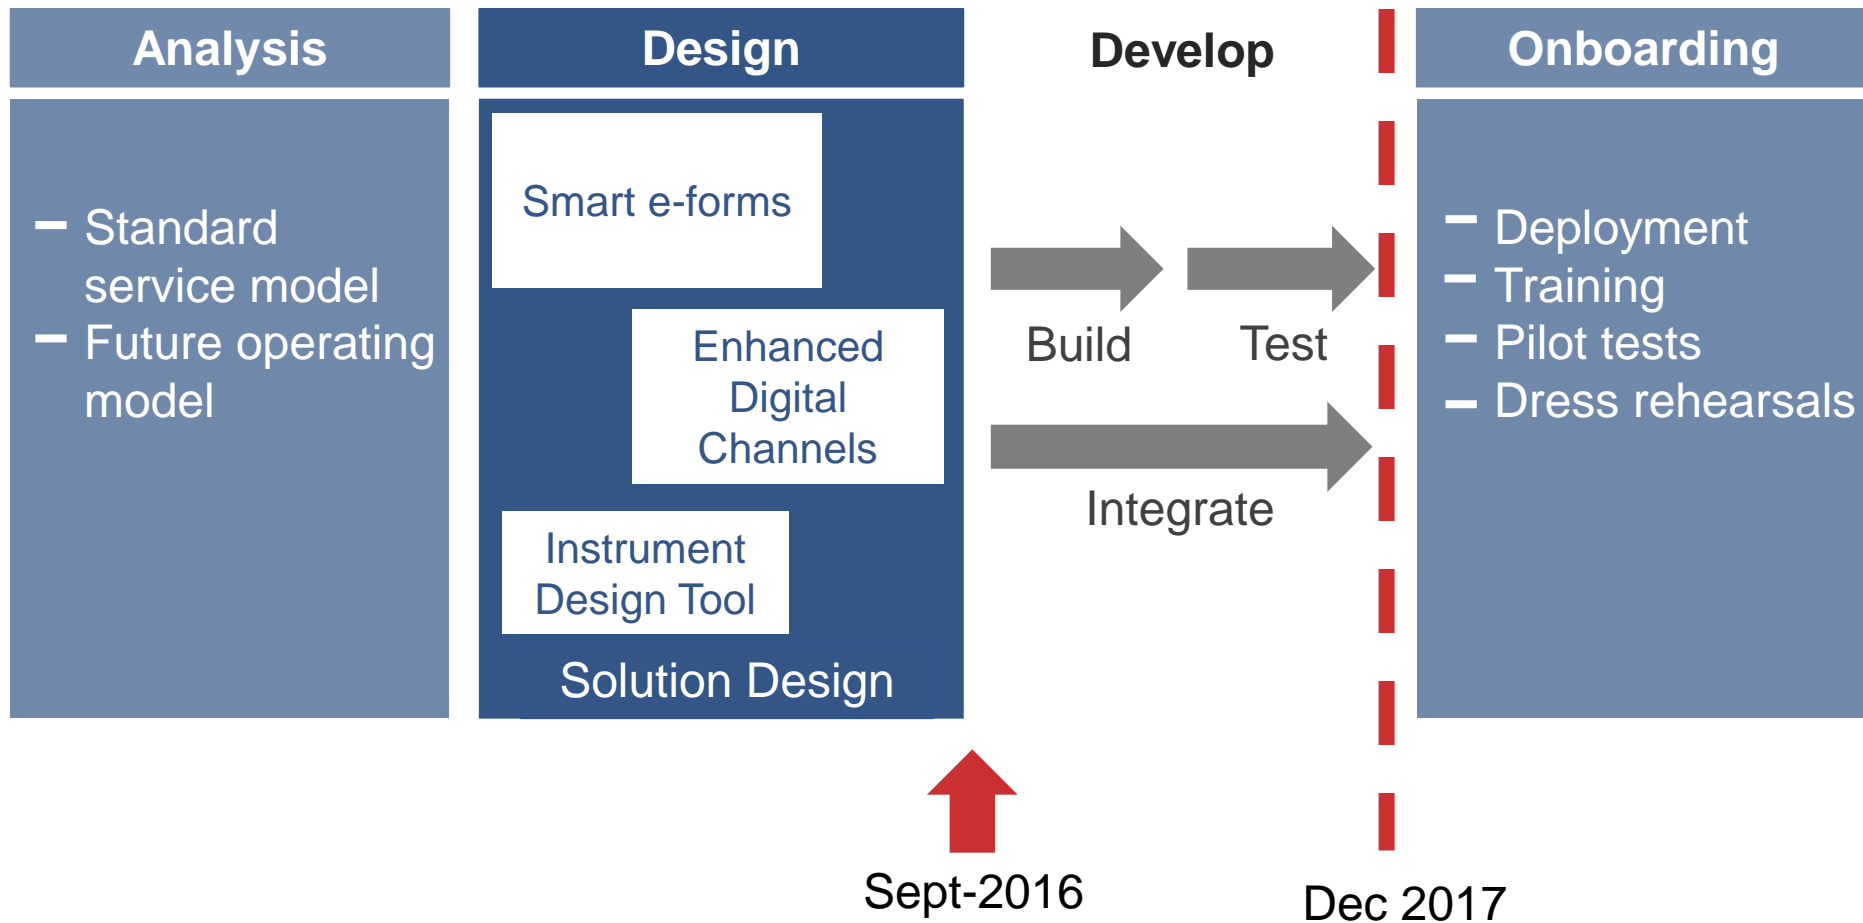 Analysis
– Standard
service model
– Future operating
model
Design
Smart e-forms
Enhanced
Digital
Channels
Instrument
Design Tool
Solution Design
Develop
Build
Test
Integrate
Onboarding
– Deployment
– Training
– Pilot tests
– Dress rehearsals
Sept-2016
Dec 2017